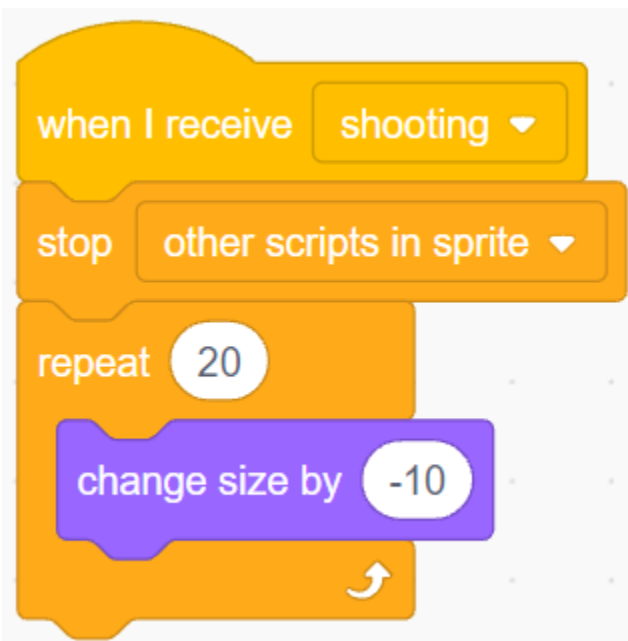 when I receive shooting
stop other scripts in sprite
repeat 20
change size by -10